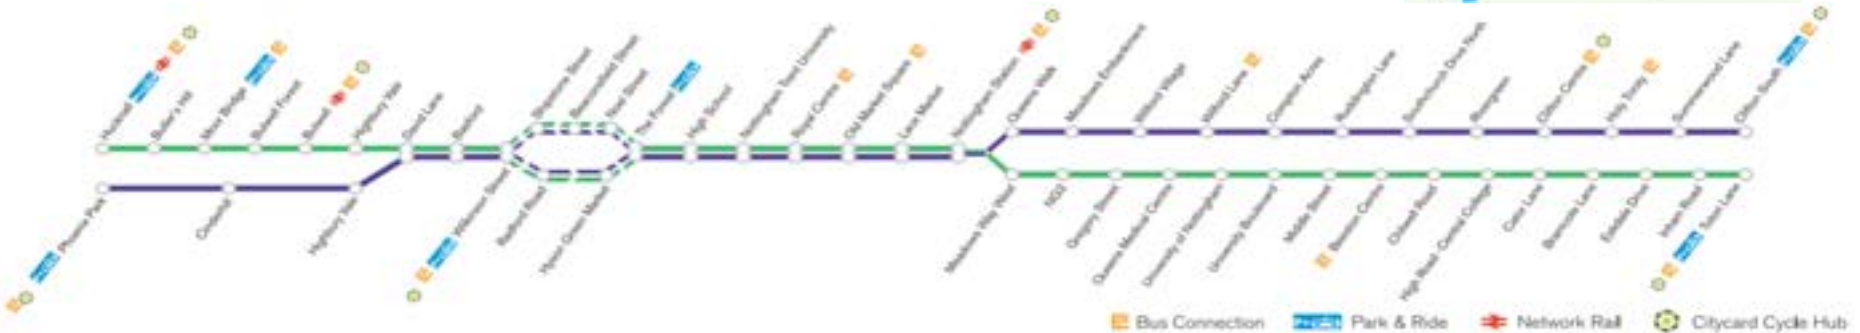 Hucknall
Butler's Hill
Moor Bridge
Bulwell Forest
Bulwell
Highbury Vale
David Lane
Basford
Shipstone Street
Beaconsfield Street
Noel Street
The Forest
High School
Nottingham Trent University
Royal Centre
Old Market Square
Lace Market
Nottingham Station
Queens Walk
Meadows Embankment
Wilford Village
Wilford Lane
Compton Acres
Ruddington Lane
Southchurch Drive North
Rivergreen
Clifton Centre
Holy Trinity
Summerwood Lane
Clifton South
Phoenix Park
Cinderhill
Highbury Vale
Wilkinson Street
Radford Road
Hyson Green Market
Meadows Way West
NG2
Gregory Street
Queens Medical Centre
University of Nottingham
University Boulevard
Middle Street
Beeston Centre
Chilwell Road
High Road - Central College
Cator Lane
Bramcote Lane
Eskdale Drive
Inham Road
Toton Lane
Bus Connection
Park & Ride
Network Rail
Citycard Cycle Hub